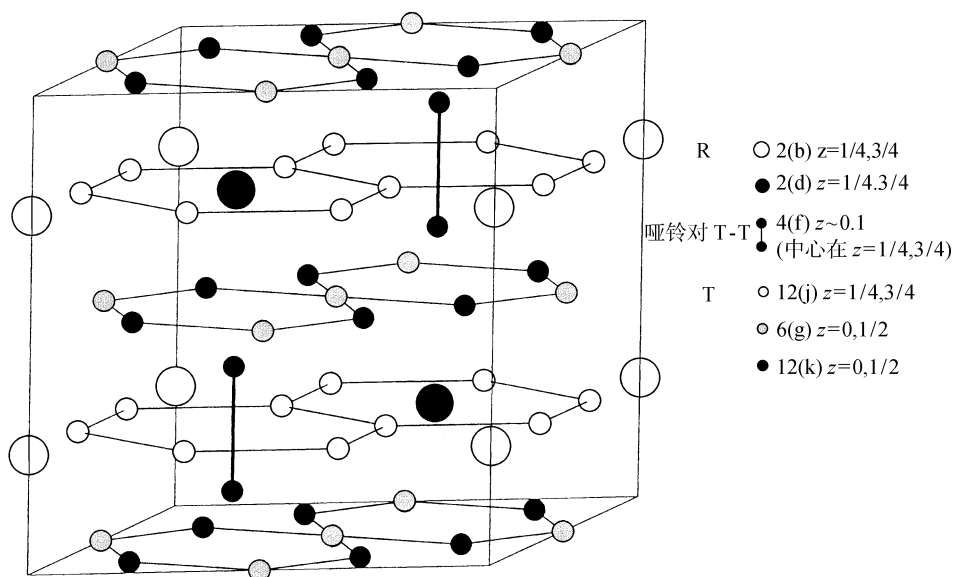 R ○ 2(b) z=1/4,3/4
● 2(d) z=1/4.3/4
哑铃对 T-T 4(f) z~0.1
(中心在 z=1/4,3/4)
T ○ 12(j) z=1/4,3/4
6(g) z=0,1/2
● 12(k) z=0,1/2